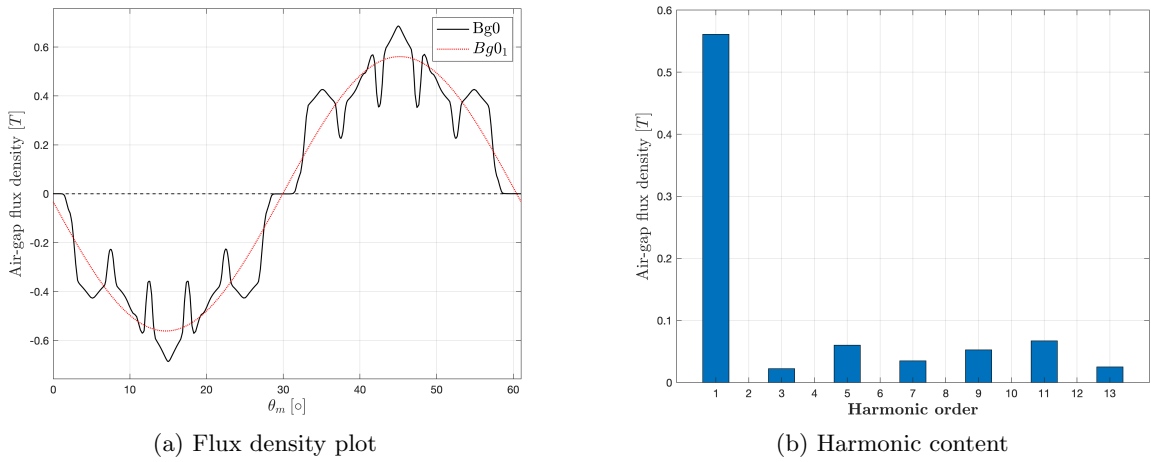 Bg0
Bg0₁
Air-gap flux density [T]
0.6
0.4
0.2
0
-0.2
-0.4
-0.6
0 10 20 30 40 50 60
θₘ [∘]
(a) Flux density plot
Air-gap flux density [T]
0.6
0.5
0.4
0.3
0.2
0.1
0
1 2 3 4 5 6 7 8 9 10 11 12 13
Harmonic order
(b) Harmonic content